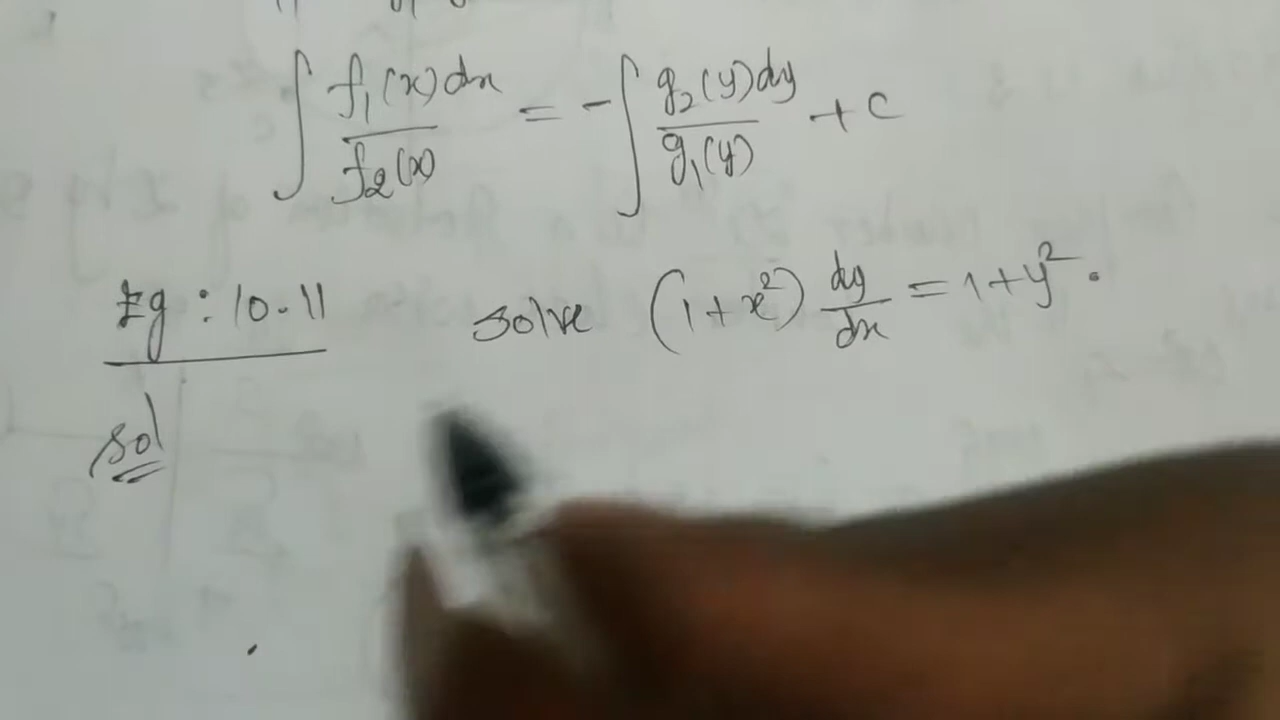 ∫ f₁(x)dx / f₂(x) = - ∫ g₂(y)dy / g₁(y) + c
Eg : 10.11 solve (1+x²) dy/dx = 1+y².
Sol